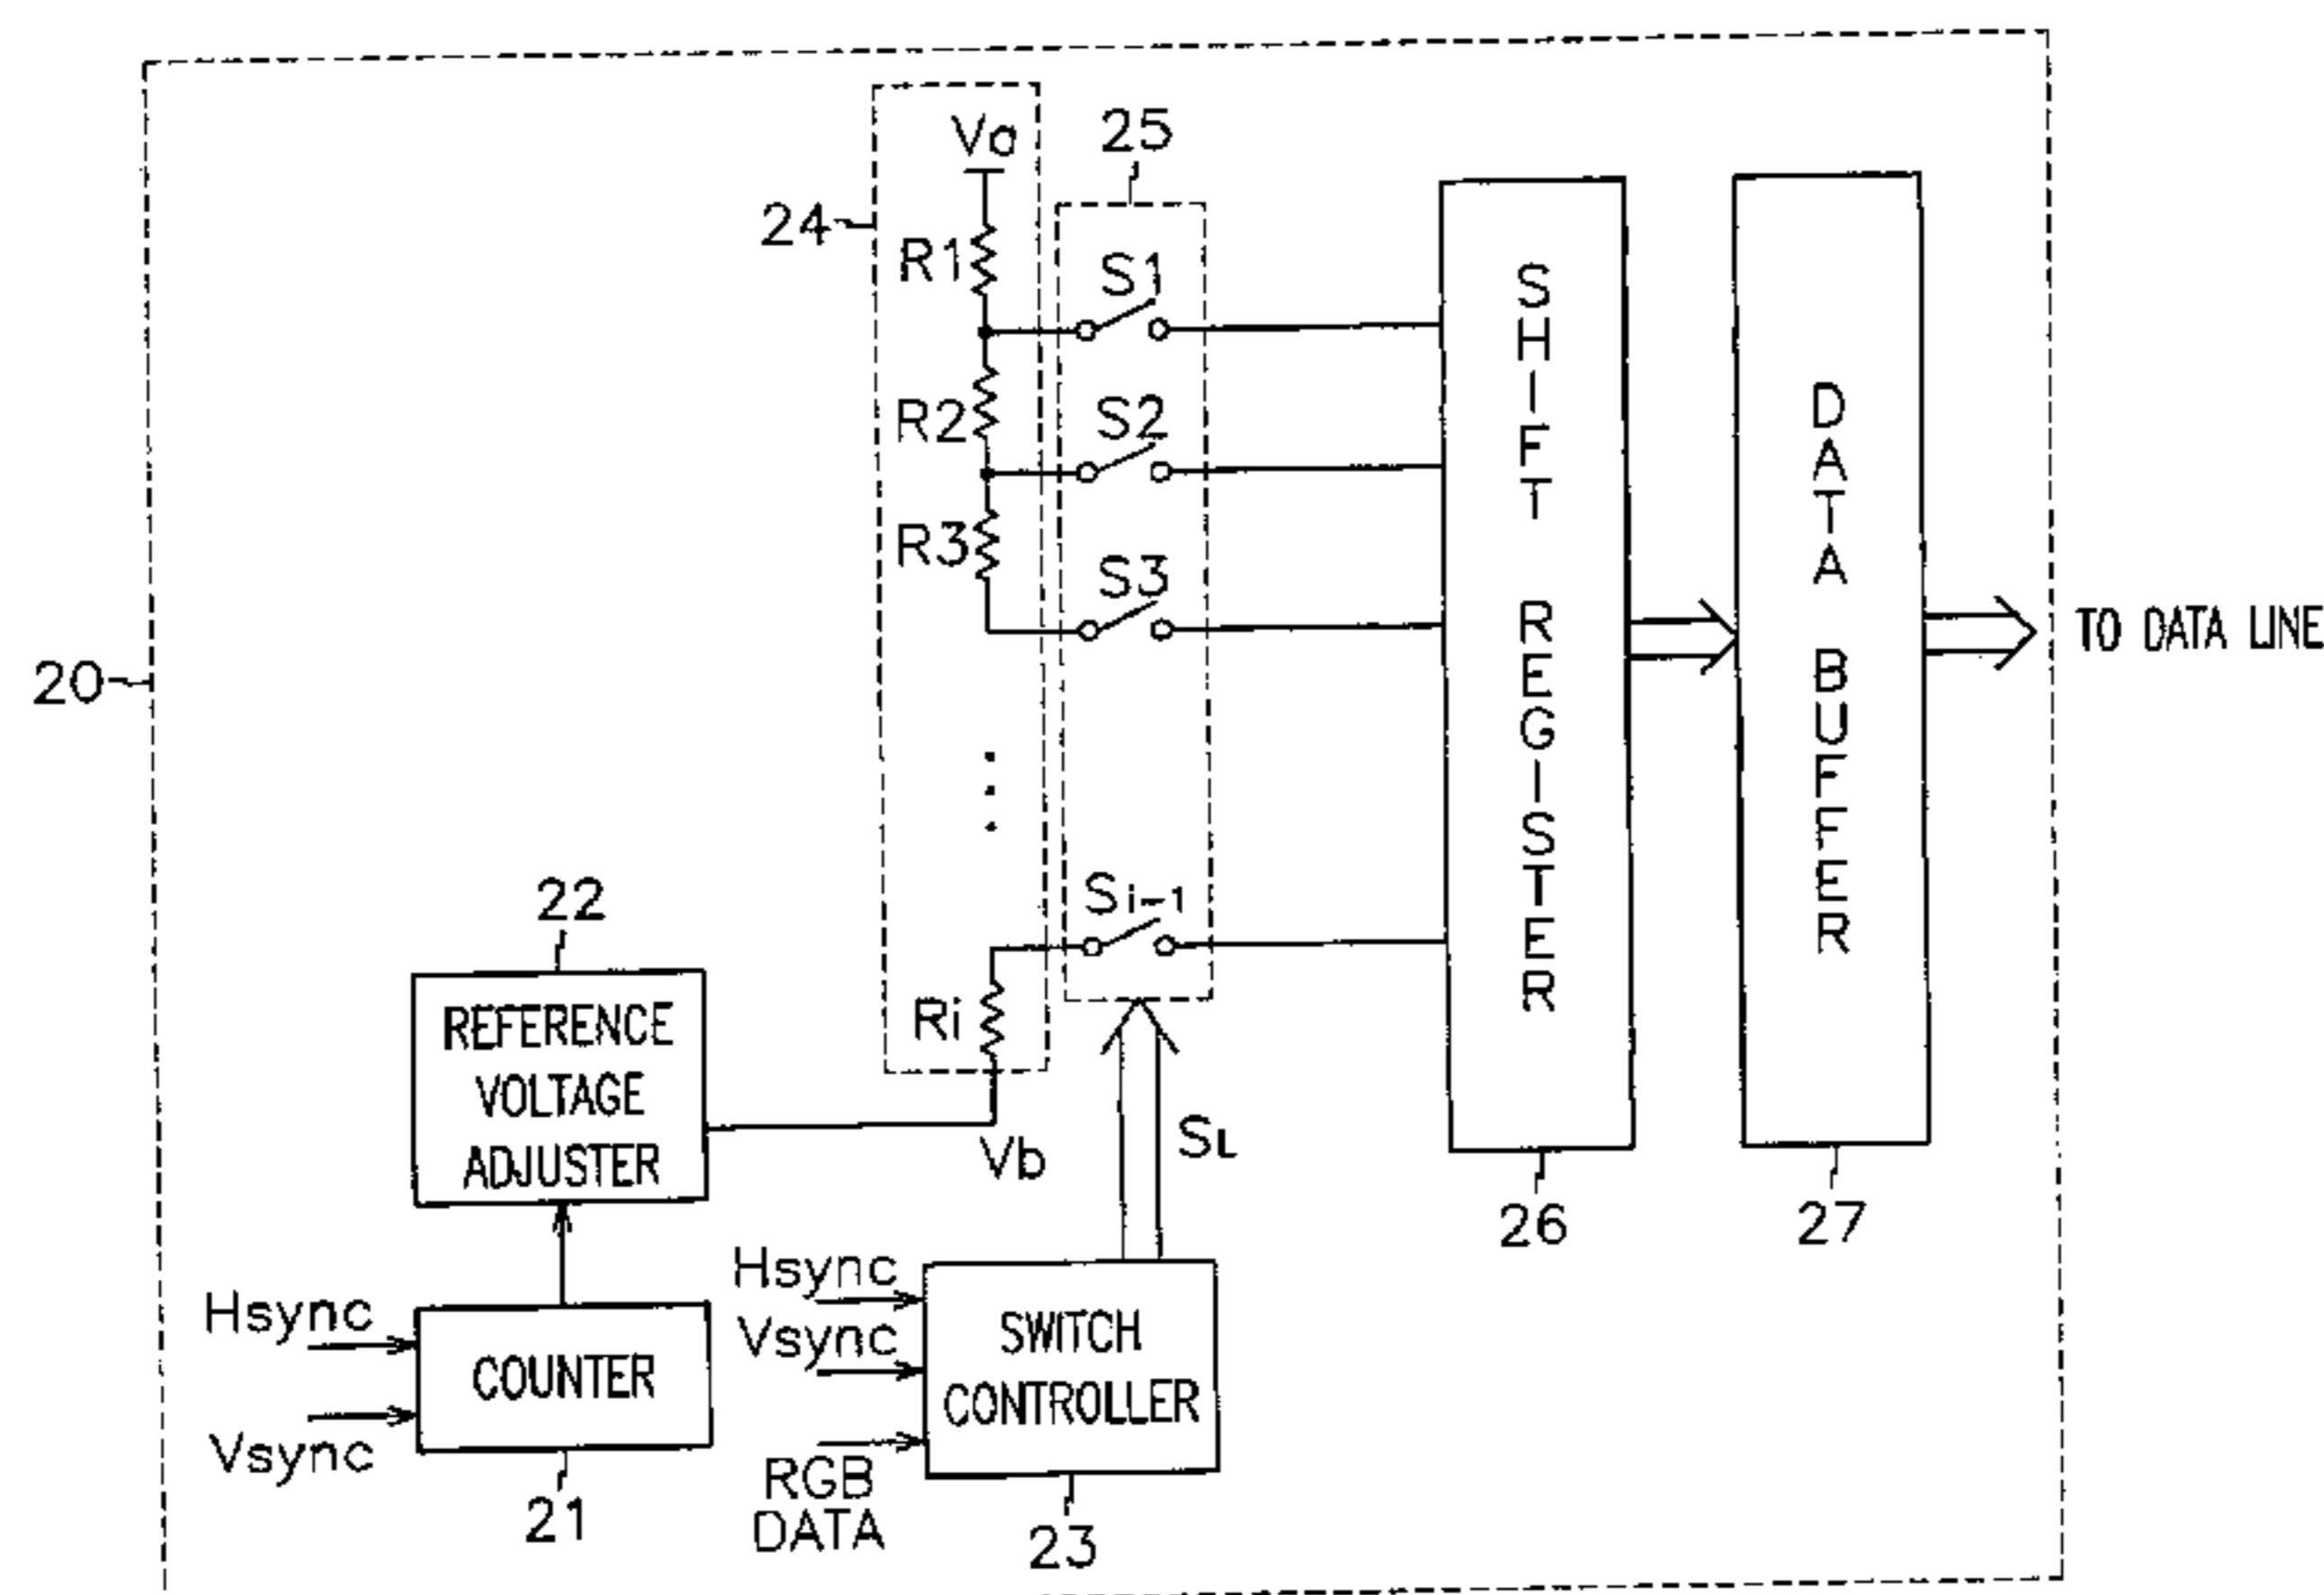 Va
25
24
R1
S1
R2
S2
R3
S3
SHIFT REGISTER
DATA BUFFER
TO DATA LINE
20
22
Si-1
REFERENCE
VOLTAGE
ADJUSTER
Ri
Vb
SL
26
27
Hsync
Vsync
COUNTER
21
Hsync
Vsync
RGB
DATA
SWITCH
CONTROLLER
23